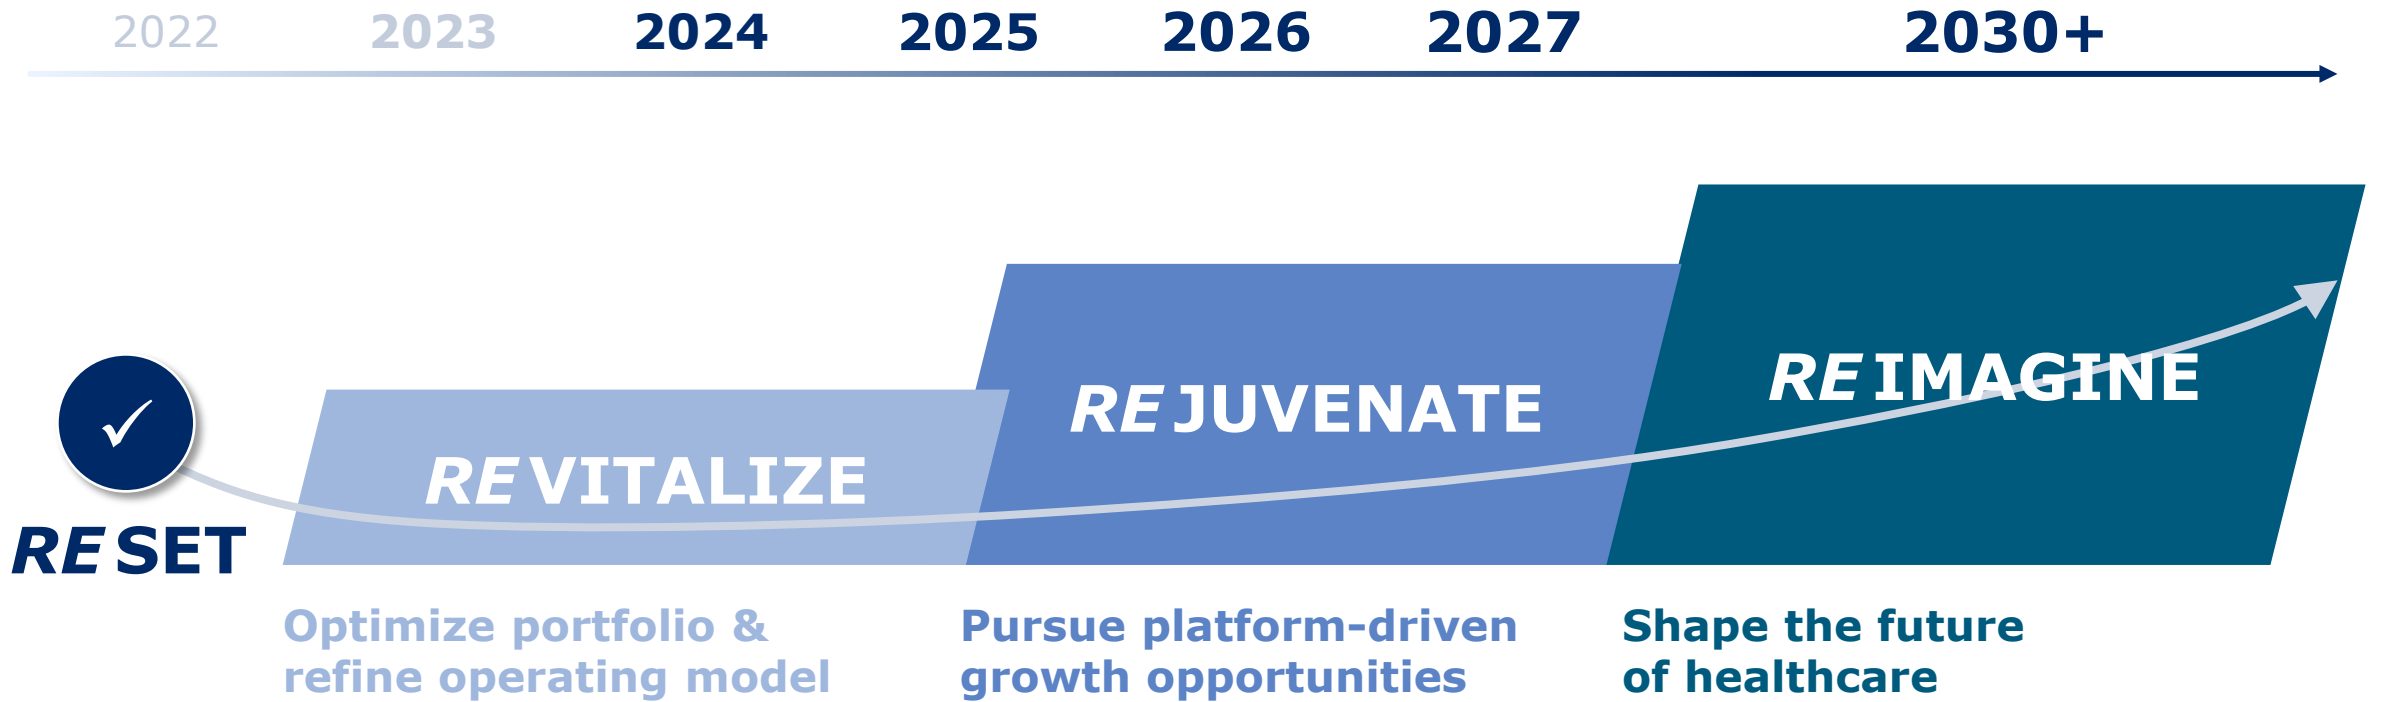 2022 2023 2024 2025 2026 2027 2030+
REIMAGINE
REJUVENATE
REVITALIZE
RESET
Optimize portfolio &
refine operating model
Pursue platform-driven
growth opportunities
Shape the future
of healthcare